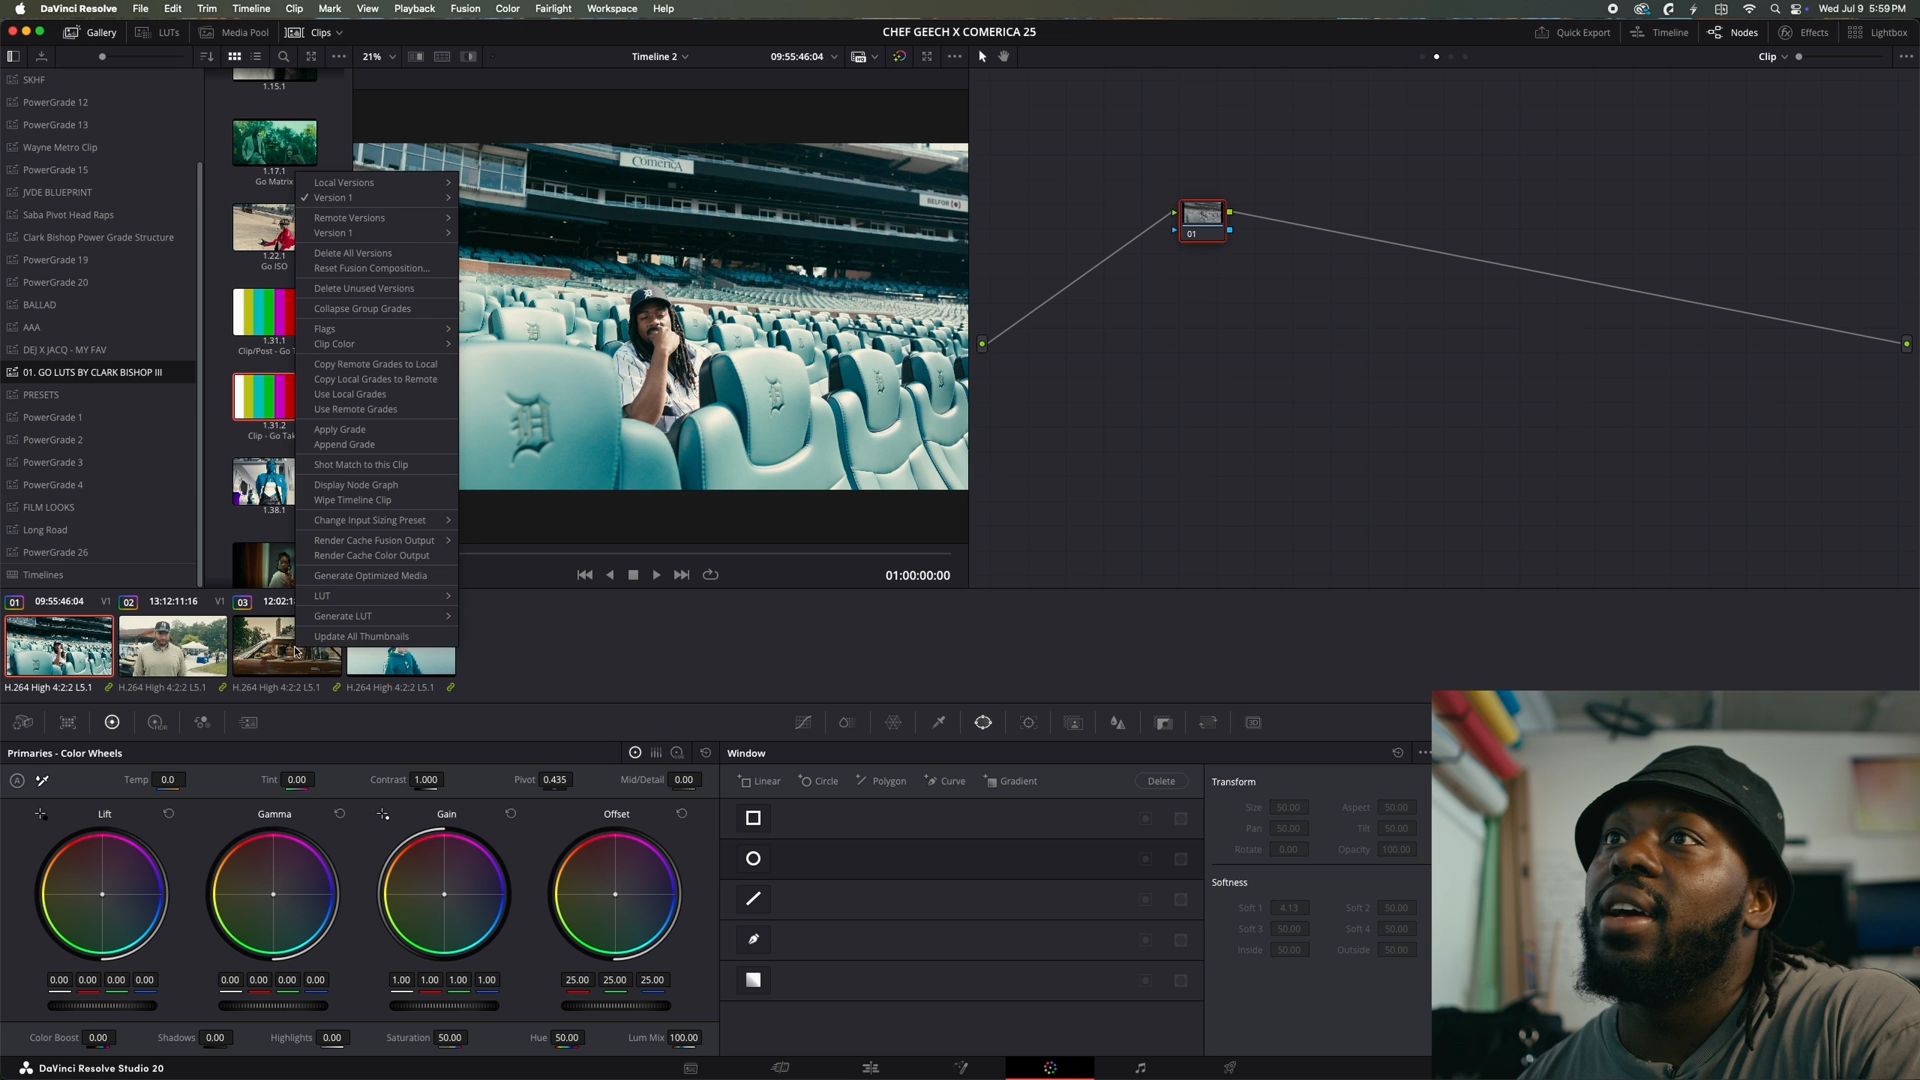 DaVinci Resolve File Edit Trim Timeline Clip Mark View Playback Fusion Color Fairlight Workspace Help Wed Jul 9 5:59 PM
Gallery LUTs Media Pool Clips CHEF GEECH X COMERICA 25 Quick Export Timeline Nodes Effects Lightbox
21% Timeline 2 09:55:46:04 Clip
SKHF
PowerGrade 12
PowerGrade 13
Wayne Metro Clip
PowerGrade 15
JVDE BLUEPRINT
Saba Pivot Head Raps
Clark Bishop Power Grade Structure
PowerGrade 19
PowerGrade 20
BALLAD
AAA
DEJ X JACQ - MY FAV
01. GO LUTS BY CLARK BISHOP III
PRESETS
PowerGrade 1
PowerGrade 2
PowerGrade 3
PowerGrade 4
FILM LOOKS
Long Road
PowerGrade 26
Timelines
1.15.1
1.17.1
Go Matrix
1.22.1
Go ISO
1.31.1
Clip/Post - Go T
1.31.2
Clip - Go Tak
1.38.1
Local Versions
Version 1
Remote Versions
Version 1
Delete All Versions
Reset Fusion Composition...
Delete Unused Versions
Collapse Group Grades
Flags
Clip Color
Copy Remote Grades to Local
Copy Local Grades to Remote
Use Local Grades
Use Remote Grades
Apply Grade
Append Grade
Shot Match to this Clip
Display Node Graph
Wipe Timeline Clip
Change Input Sizing Preset
Render Cache Fusion Output
Render Cache Color Output
Generate Optimized Media
LUT
Generate LUT
Update All Thumbnails
Comerica
BELFOR
01
01:00:00:00
01 09:55:46:04 V1 02 13:12:11:16 V1 03 12:02:1
H.264 High 4:2:2 L5.1 H.264 High 4:2:2 L5.1 H.264 High 4:2:2 L5.1 H.264 High 4:2:2 L5.1
HDR
3D
Primaries - Color Wheels
A Temp 0.0 Tint 0.00 Contrast 1.000 Pivot 0.435 Mid/Detail 0.00
Lift Gamma Gain Offset
0.00 0.00 0.00 0.00 0.00 0.00 0.00 0.00 1.00 1.00 1.00 1.00 25.00 25.00 25.00
Color Boost 0.00 Shadows 0.00 Highlights 0.00 Saturation 50.00 Hue 50.00 Lum Mix 100.00
Window
Linear Circle Polygon Curve Gradient Delete
Transform
Size 50.00 Aspect 50.00
Pan 50.00 Tilt 50.00
Rotate 0.00 Opacity 100.00
Softness
Soft 1 4.13 Soft 2 50.00
Soft 3 50.00 Soft 4 50.00
Inside 50.00 Outside 50.00
DaVinci Resolve Studio 20